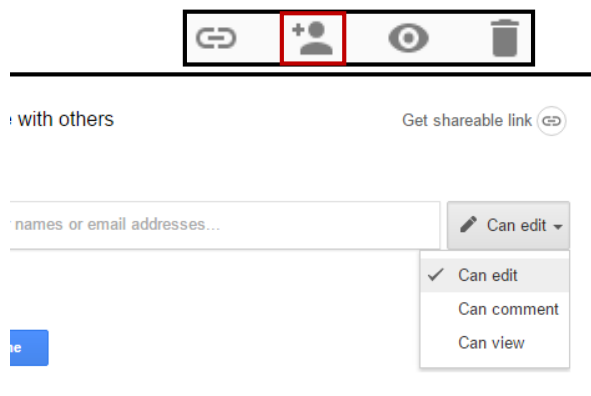 with others
Get shareable link
names or email addresses...
Can edit
Can edit
Can comment
Can view